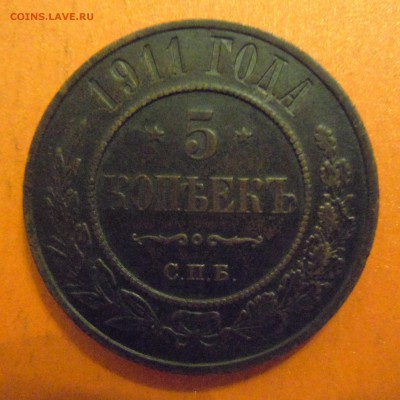 COINS.LAVE.RU
1911 ГОДА
* 5 *
КОПѢЕКЪ
С.П.Б.